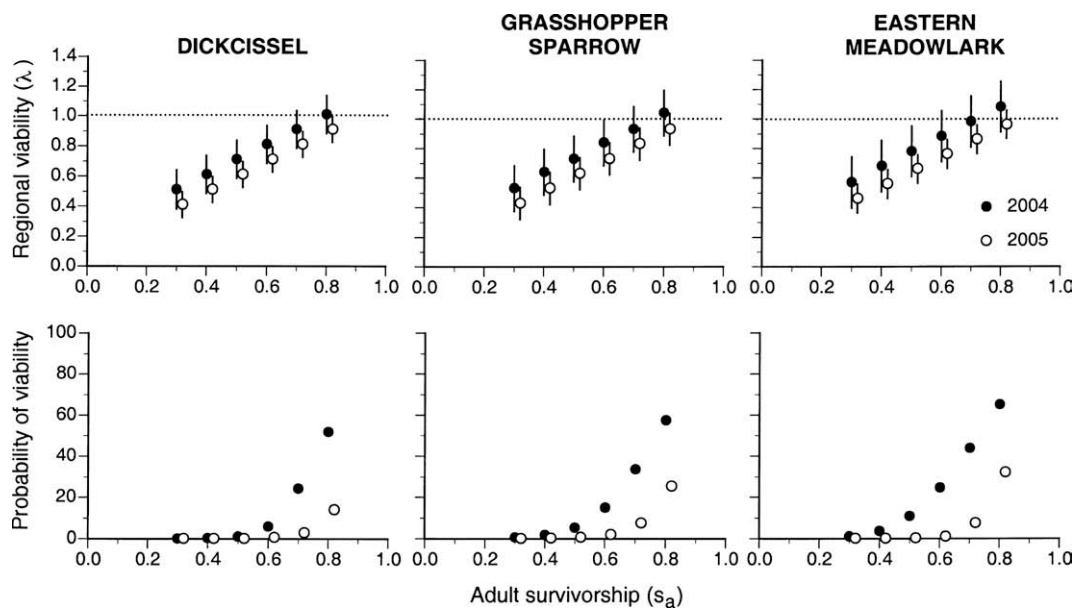 DICKCISSEL
GRASSHOPPER
SPARROW
EASTERN
MEADOWLARK
Regional viability (λ)
1.4
1.2
1.0
0.8
0.6
0.4
0.2
0.0
0.0 0.2 0.4 0.6 0.8 1.0
0.0 0.2 0.4 0.6 0.8 1.0
0.0 0.2 0.4 0.6 0.8 1.0
2004
2005
Probability of viability
100
80
60
40
20
0
0.0 0.2 0.4 0.6 0.8 1.0
0.0 0.2 0.4 0.6 0.8 1.0
0.0 0.2 0.4 0.6 0.8 1.0
Adult survivorship (sa)